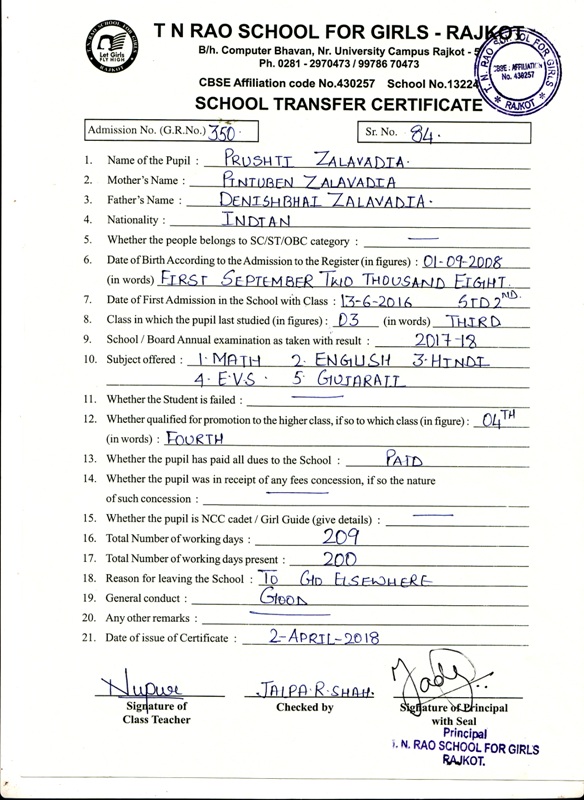 T N RAO SCHOOL FOR GIRLS - RAJKOT
B/h. Computer Bhavan, Nr. University Campus Rajkot - 5
Ph. 0281 - 2970473 / 99786 70473
CBSE Affiliation code No.430257 School No.13224
T. N. RAO SCHOOL FOR GIRLS
CBSE : AFFILIATION
No. 430257
RAJKOT
T N RAO SCHOOL FOR GIRLS
Let Girls
FLY HIGH
RAJKOT
SCHOOL TRANSFER CERTIFICATE
Admission No. (G.R.No.) 350. Sr. No. 84.
1. Name of the Pupil : PRUSHTI ZALAVADIA.
2. Mother's Name : PINTUBEN ZALAVADIA
3. Father's Name : DENISHBHAI ZALAVADIA.
4. Nationality : INDIAN
5. Whether the people belongs to SC/ST/OBC category : —
6. Date of Birth According to the Admission to the Register (in figures) : 01-09-2008
(in words) FIRST SEPTEMBER TWO THOUSAND EIGHT.
7. Date of First Admission in the School with Class : 13-6-2016 STD 2ND.
8. Class in which the pupil last studied (in figures) : 03 (in words) THIRD
9. School / Board Annual examination as taken with result : 2017-18
10. Subject offered : 1. MATH 2. ENGLISH 3. HINDI
4. E.V.S. 5. GUJARATI
11. Whether the Student is failed : —
12. Whether qualified for promotion to the higher class, if so to which class (in figure) : 04TH
(in words) : FOURTH
13. Whether the pupil has paid all dues to the School : PAID
14. Whether the pupil was in receipt of any fees concession, if so the nature
of such concession : —
15. Whether the pupil is NCC cadet / Girl Guide (give details) : —
16. Total Number of working days : 209
17. Total Number of working days present : 200
18. Reason for leaving the School : TO GO ELSEWHERE
19. General conduct : GOOD
20. Any other remarks : —
21. Date of issue of Certificate : 2-APRIL-2018
Nupur JALPA.R.SHAH.
Signature of Checked by Signature of Principal
Class Teacher with Seal
Principal
T. N. RAO SCHOOL FOR GIRLS
RAJKOT.